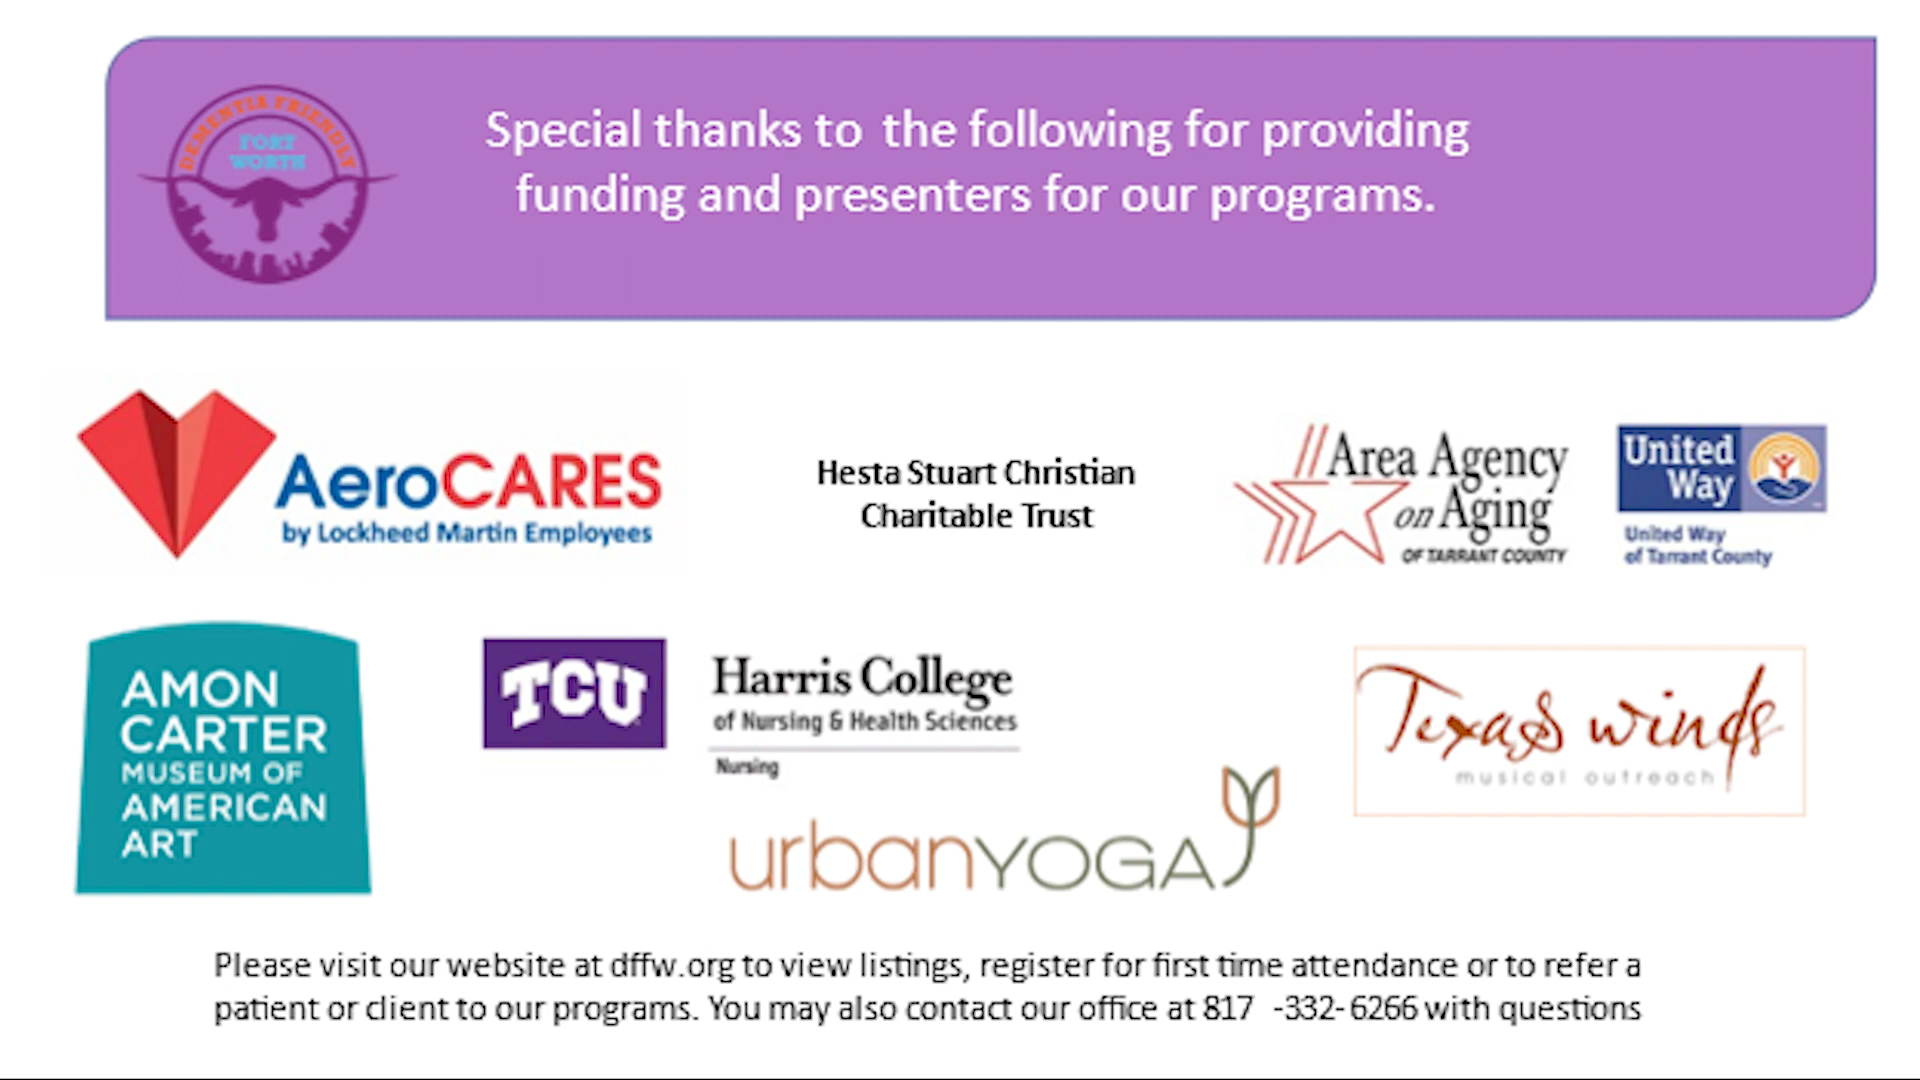 DEMENTIA FRIENDLY
FORT
WORTH
Special thanks to the following for providing
funding and presenters for our programs.
AeroCARES
by Lockheed Martin Employees
Hesta Stuart Christian
Charitable Trust
Area Agency
on Aging
OF TARRANT COUNTY
United
Way
United Way
of Tarrant County
AMON
CARTER
MUSEUM OF
AMERICAN
ART
TCU
Harris College
of Nursing & Health Sciences
Nursing
Texas winds
musical outreach
urbanYOGA
Please visit our website at dffw.org to view listings, register for first time attendance or to refer a
patient or client to our programs. You may also contact our office at 817 -332-6266 with questions